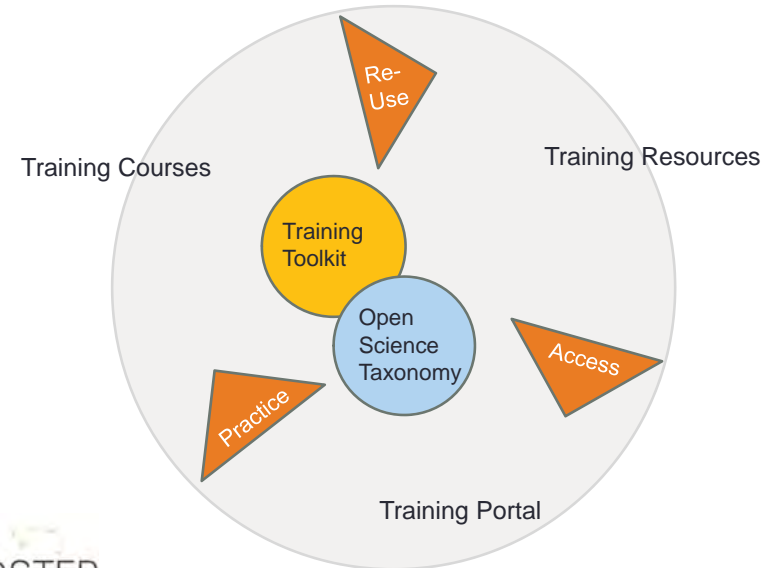 Re-
Use
Training Courses
Training Resources
Training
Toolkit
Open
Science
Taxonomy
Access
Practice
Training Portal